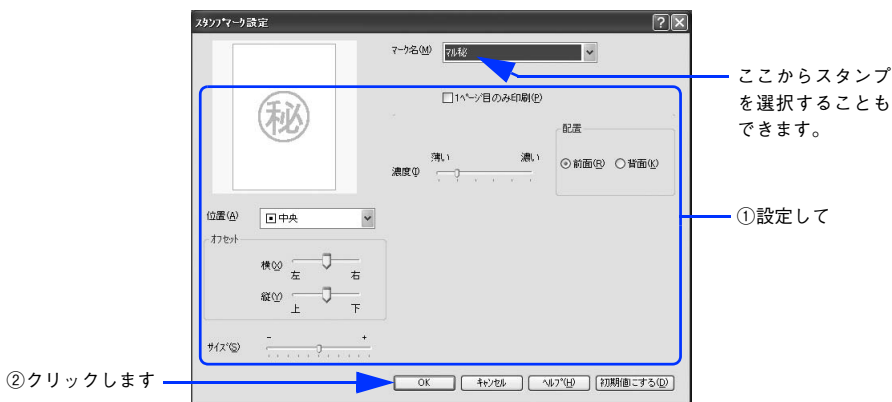 スタンプマーク設定
マーク名(M) マル秘
ここからスタンプ
を選択することも
できます。
秘
1ページ目のみ印刷(P)
配置
薄い 濃い
濃度(I)
前面(R) 背面(K)
位置(A) 中央
①設定して
オフセット
横(X)
左 右
縦(Y)
上 下
サイズ(S) - +
②クリックします
OK キャンセル ヘルプ(H) 初期値にする(D)